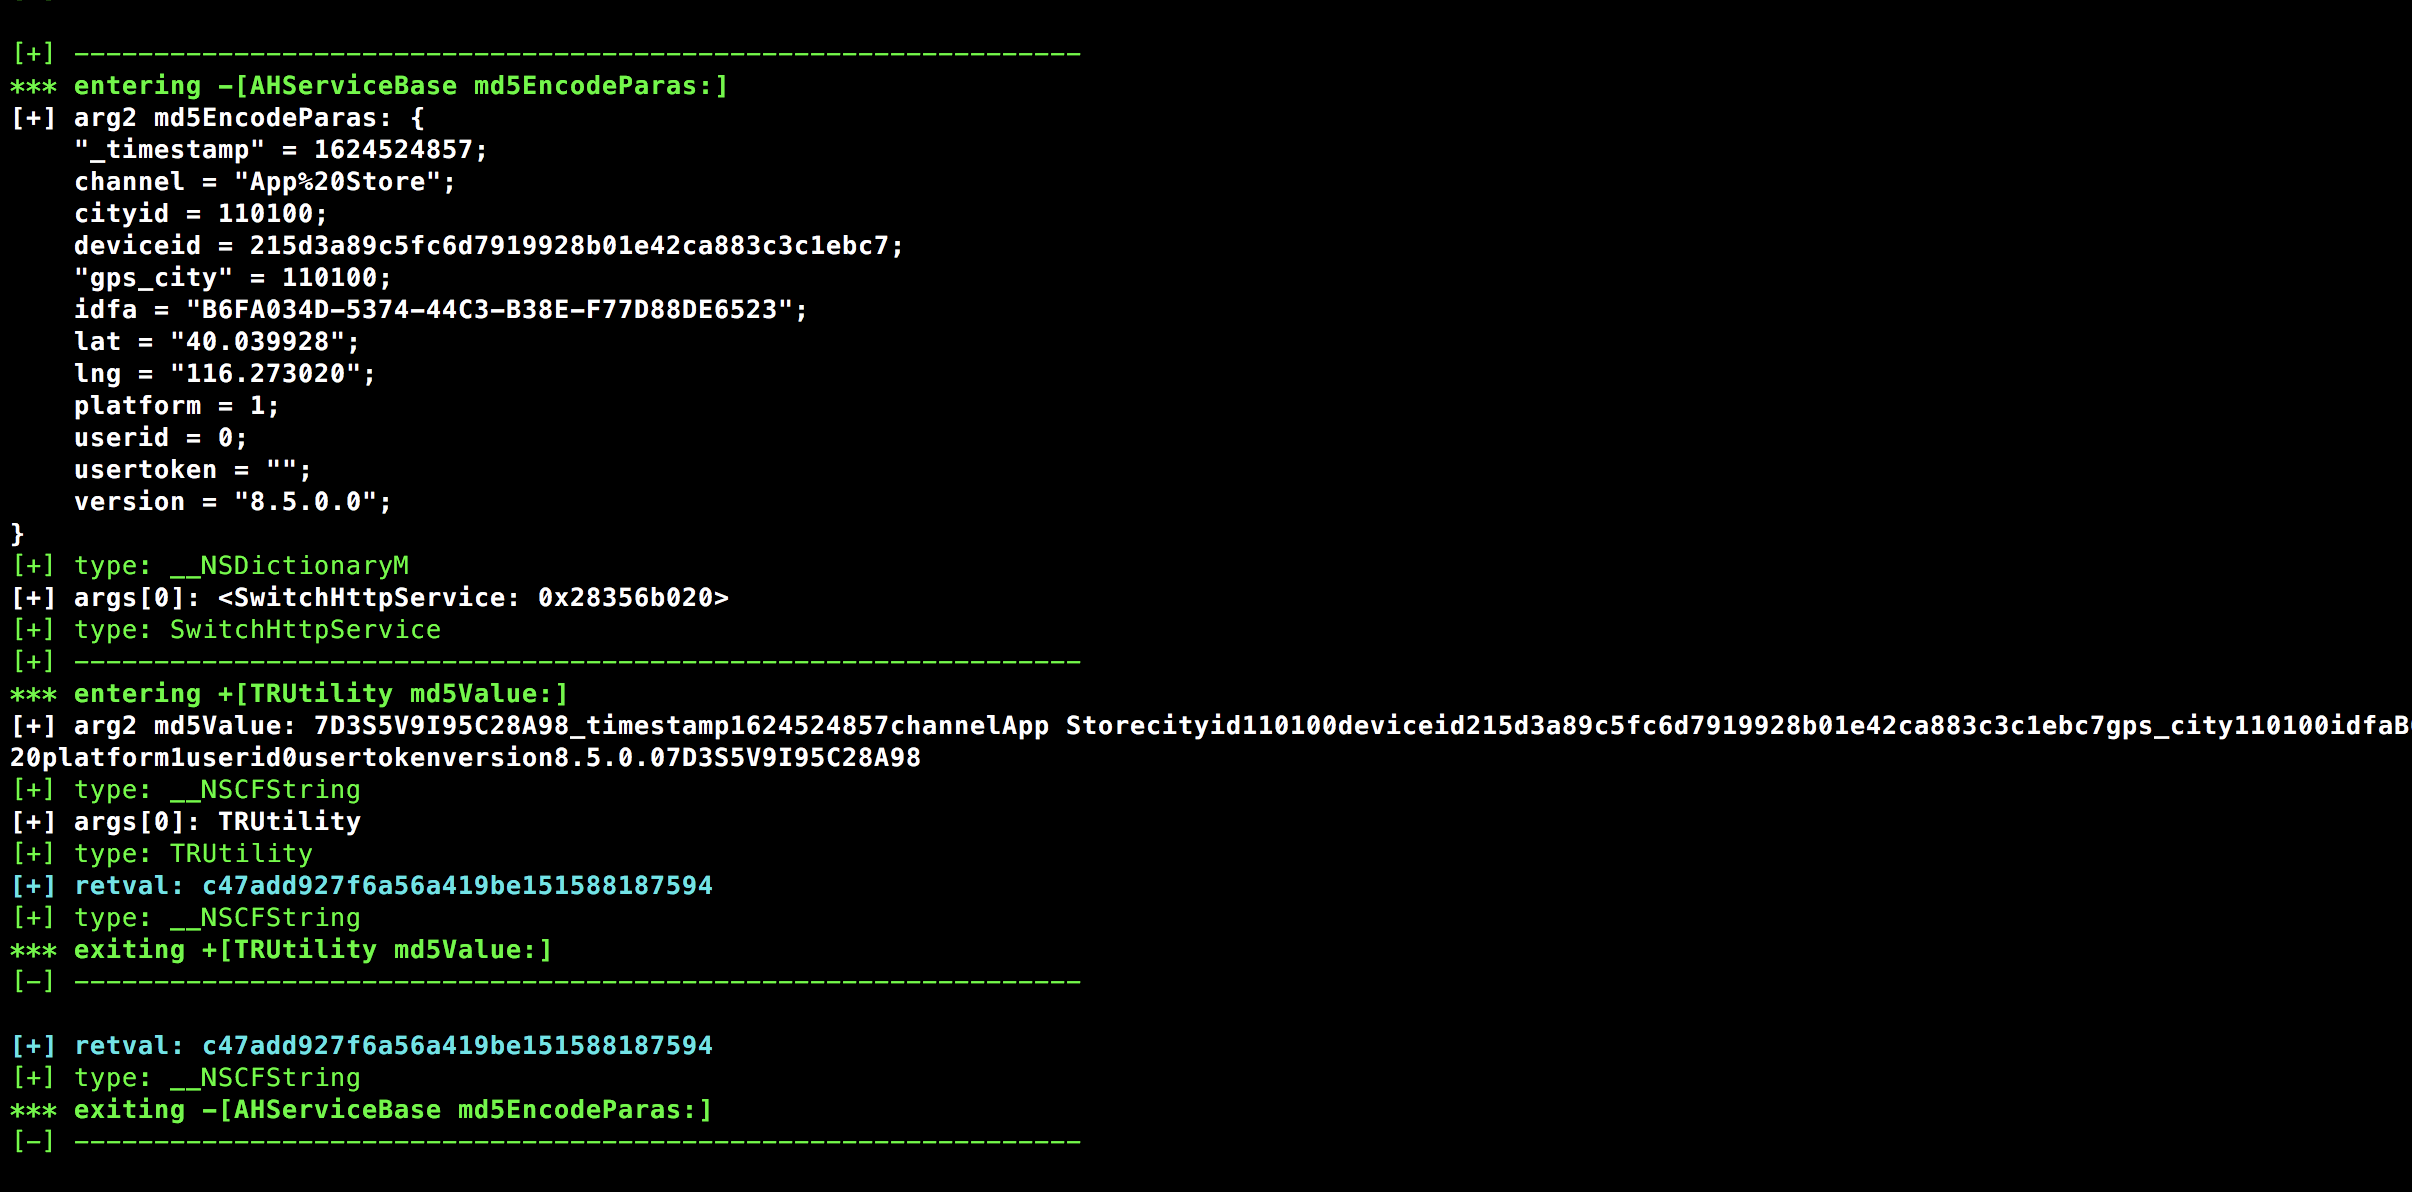 [+] ---------------------------------------------------------------
*** entering -[AHServiceBase md5EncodeParas:]
[+] arg2 md5EncodeParas: {
    "_timestamp" = 1624524857;
    channel = "App%20Store";
    cityid = 110100;
    deviceid = 215d3a89c5fc6d7919928b01e42ca883c3c1ebc7;
    "gps_city" = 110100;
    idfa = "B6FA034D-5374-44C3-B38E-F77D88DE6523";
    lat = "40.039928";
    lng = "116.273020";
    platform = 1;
    userid = 0;
    usertoken = "";
    version = "8.5.0.0";
}
[+] type: __NSDictionaryM
[+] args[0]: <SwitchHttpService: 0x28356b020>
[+] type: SwitchHttpService
[+] ---------------------------------------------------------------
*** entering +[TRUtility md5Value:]
[+] arg2 md5Value: 7D3S5V9I95C28A98_timestamp1624524857channelApp Storecityid110100deviceid215d3a89c5fc6d7919928b01e42ca883c3c1ebc7gps_city110100idfaB
20platform1userid0usertokenversion8.5.0.07D3S5V9I95C28A98
[+] type: __NSCFString
[+] args[0]: TRUtility
[+] type: TRUtility
[+] retval: c47add927f6a56a419be151588187594
[+] type: __NSCFString
*** exiting +[TRUtility md5Value:]
[-] ---------------------------------------------------------------
[+] retval: c47add927f6a56a419be151588187594
[+] type: __NSCFString
*** exiting -[AHServiceBase md5EncodeParas:]
[-] ---------------------------------------------------------------